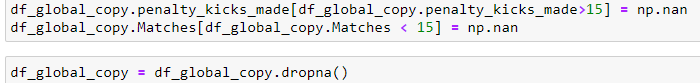 df_global_copy.penalty_kicks_made[df_global_copy.penalty_kicks_made>15] = np.nan
df_global_copy.Matches[df_global_copy.Matches < 15] = np.nan
df_global_copy = df_global_copy.dropna()